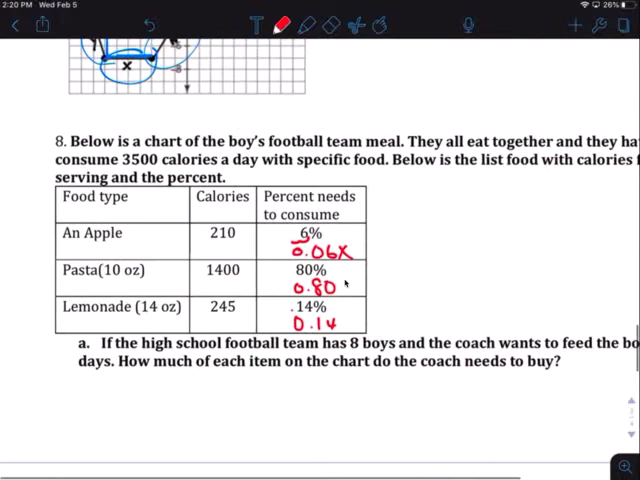 2:20 PM Wed Feb 5
26%
T
x
8. Below is a chart of the boy's football team meal. They all eat together and they ha
consume 3500 calories a day with specific food. Below is the list food with calories f
serving and the percent.
Food type Calories Percent needs
to consume
An Apple 210 6%
0.06x
Pasta(10 oz) 1400 80%
0.80
Lemonade (14 oz) 245 .14%
0.14
a. If the high school football team has 8 boys and the coach wants to feed the bo
days. How much of each item on the chart do the coach needs to buy?